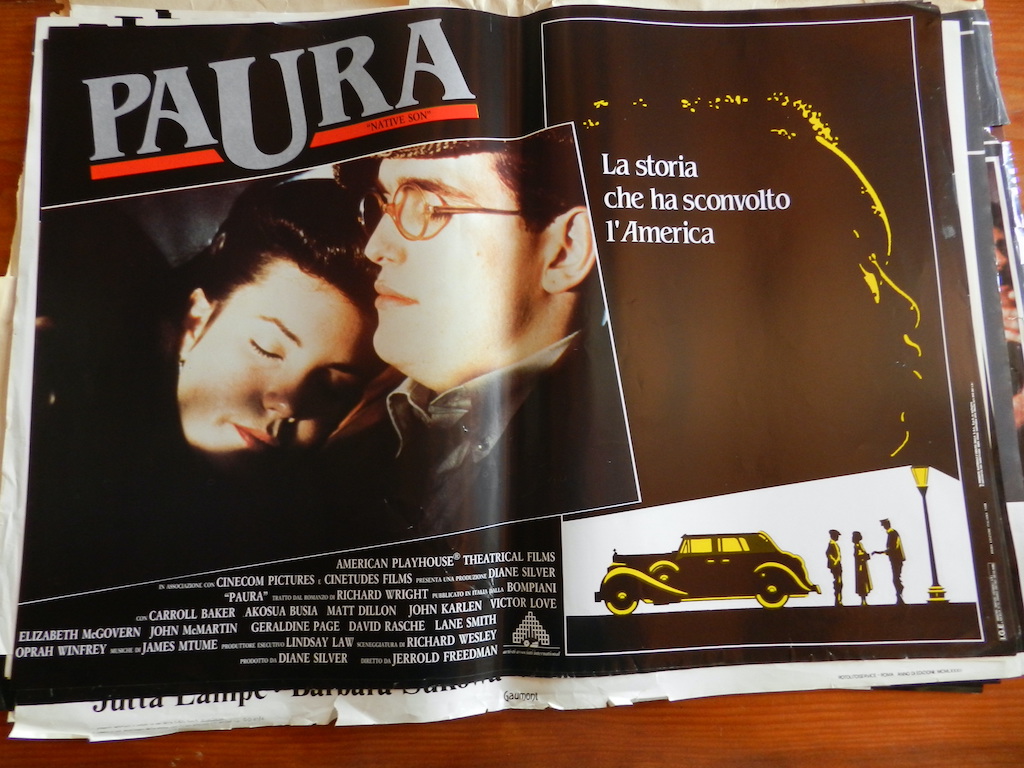 PAURA
"NATIVE SON"
La storia
che ha sconvolto
l'America
AMERICAN PLAYHOUSE® THEATRICAL FILMS
IN ASSOCIAZIONE CON CINECOM PICTURES E CINETUDES FILMS PRESENTA UNA PRODUZIONE DIANE SILVER
"PAURA" TRATTO DAL ROMANZO DI RICHARD WRIGHT PUBBLICATO IN ITALIA DALLA BOMPIANI
CON CARROLL BAKER AKOSUA BUSIA MATT DILLON JOHN KARLEN VICTOR LOVE
ELIZABETH McGOVERN JOHN McMARTIN GERALDINE PAGE DAVID RASCHE LANE SMITH
OPRAH WINFREY MUSICHE DI JAMES MTUME PRODUTTORE ESECUTIVO LINDSAY LAW SCENEGGIATURA DI RICHARD WESLEY
PRODOTTO DA DIANE SILVER DIRETTO DA JERROLD FREEDMAN
Jutta Lampe · Barbara Sukowa
Gaumont